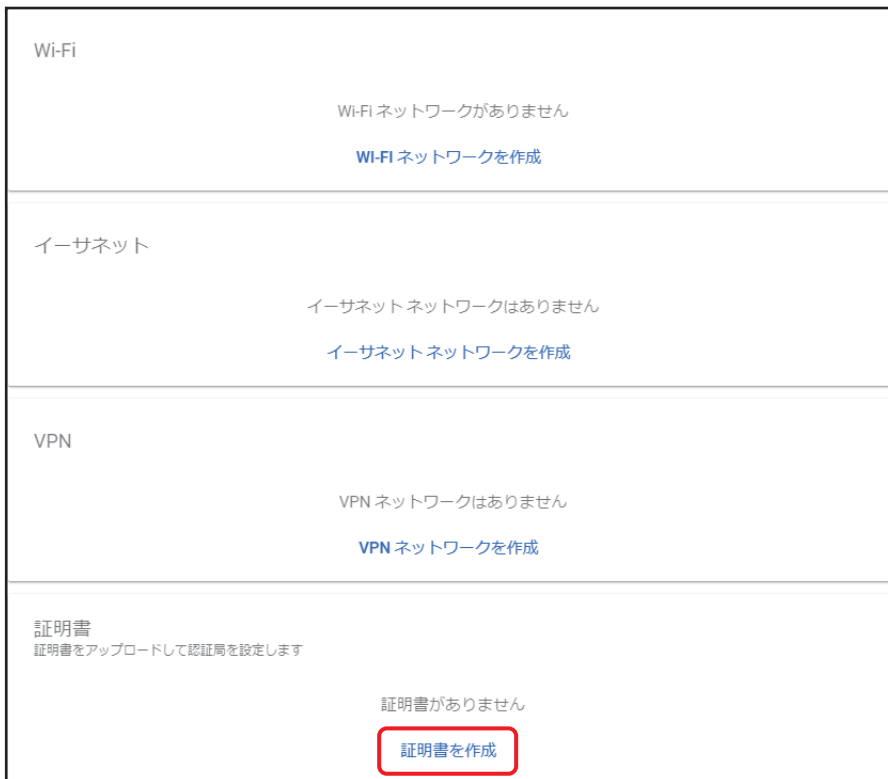 Wi-Fi
Wi-Fi ネットワークがありません
WI-FI ネットワークを作成
イーサネット
イーサネット ネットワークはありません
イーサネット ネットワークを作成
VPN
VPN ネットワークはありません
VPN ネットワークを作成
証明書
証明書をアップロードして認証局を設定します
証明書がありません
証明書を作成